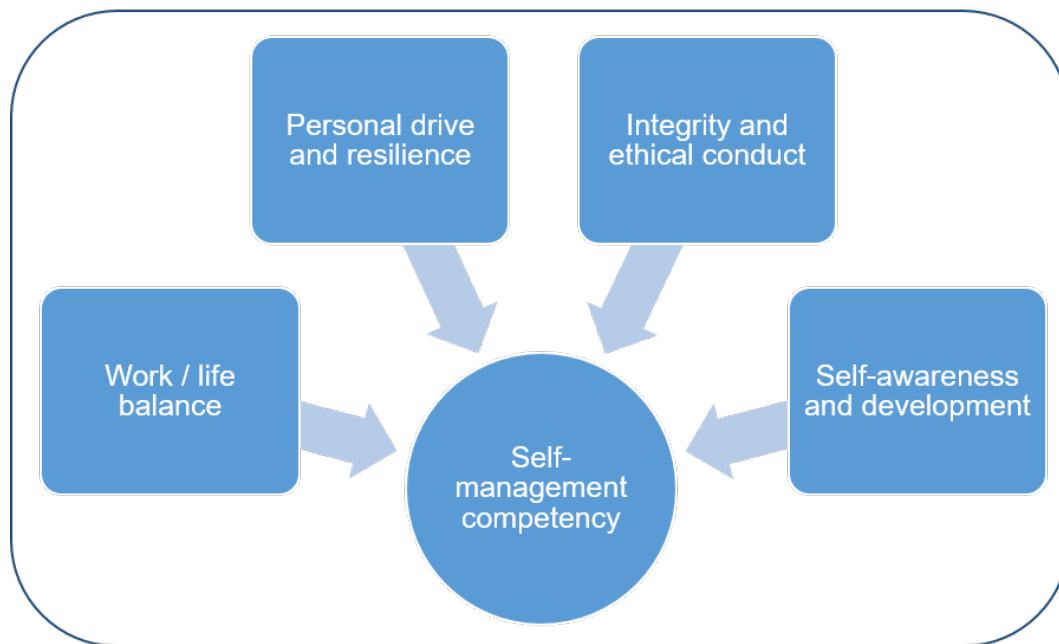 Personal drive
and resilience
Integrity and
ethical conduct
Work / life
balance
Self-awareness
and development
Self-
management
competency